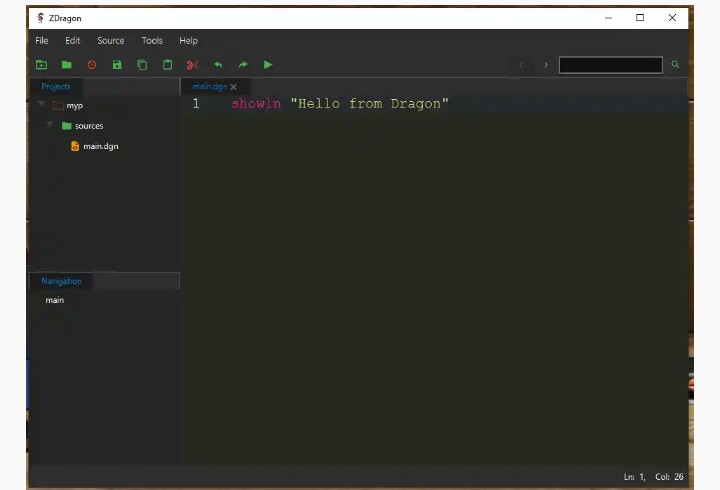 ZDragon
File Edit Source Tools Help
Projects
main.dgn
myp
1 showln "Hello from Dragon"
sources
main.dgn
Navigation
main
Ln: 1, Col: 26